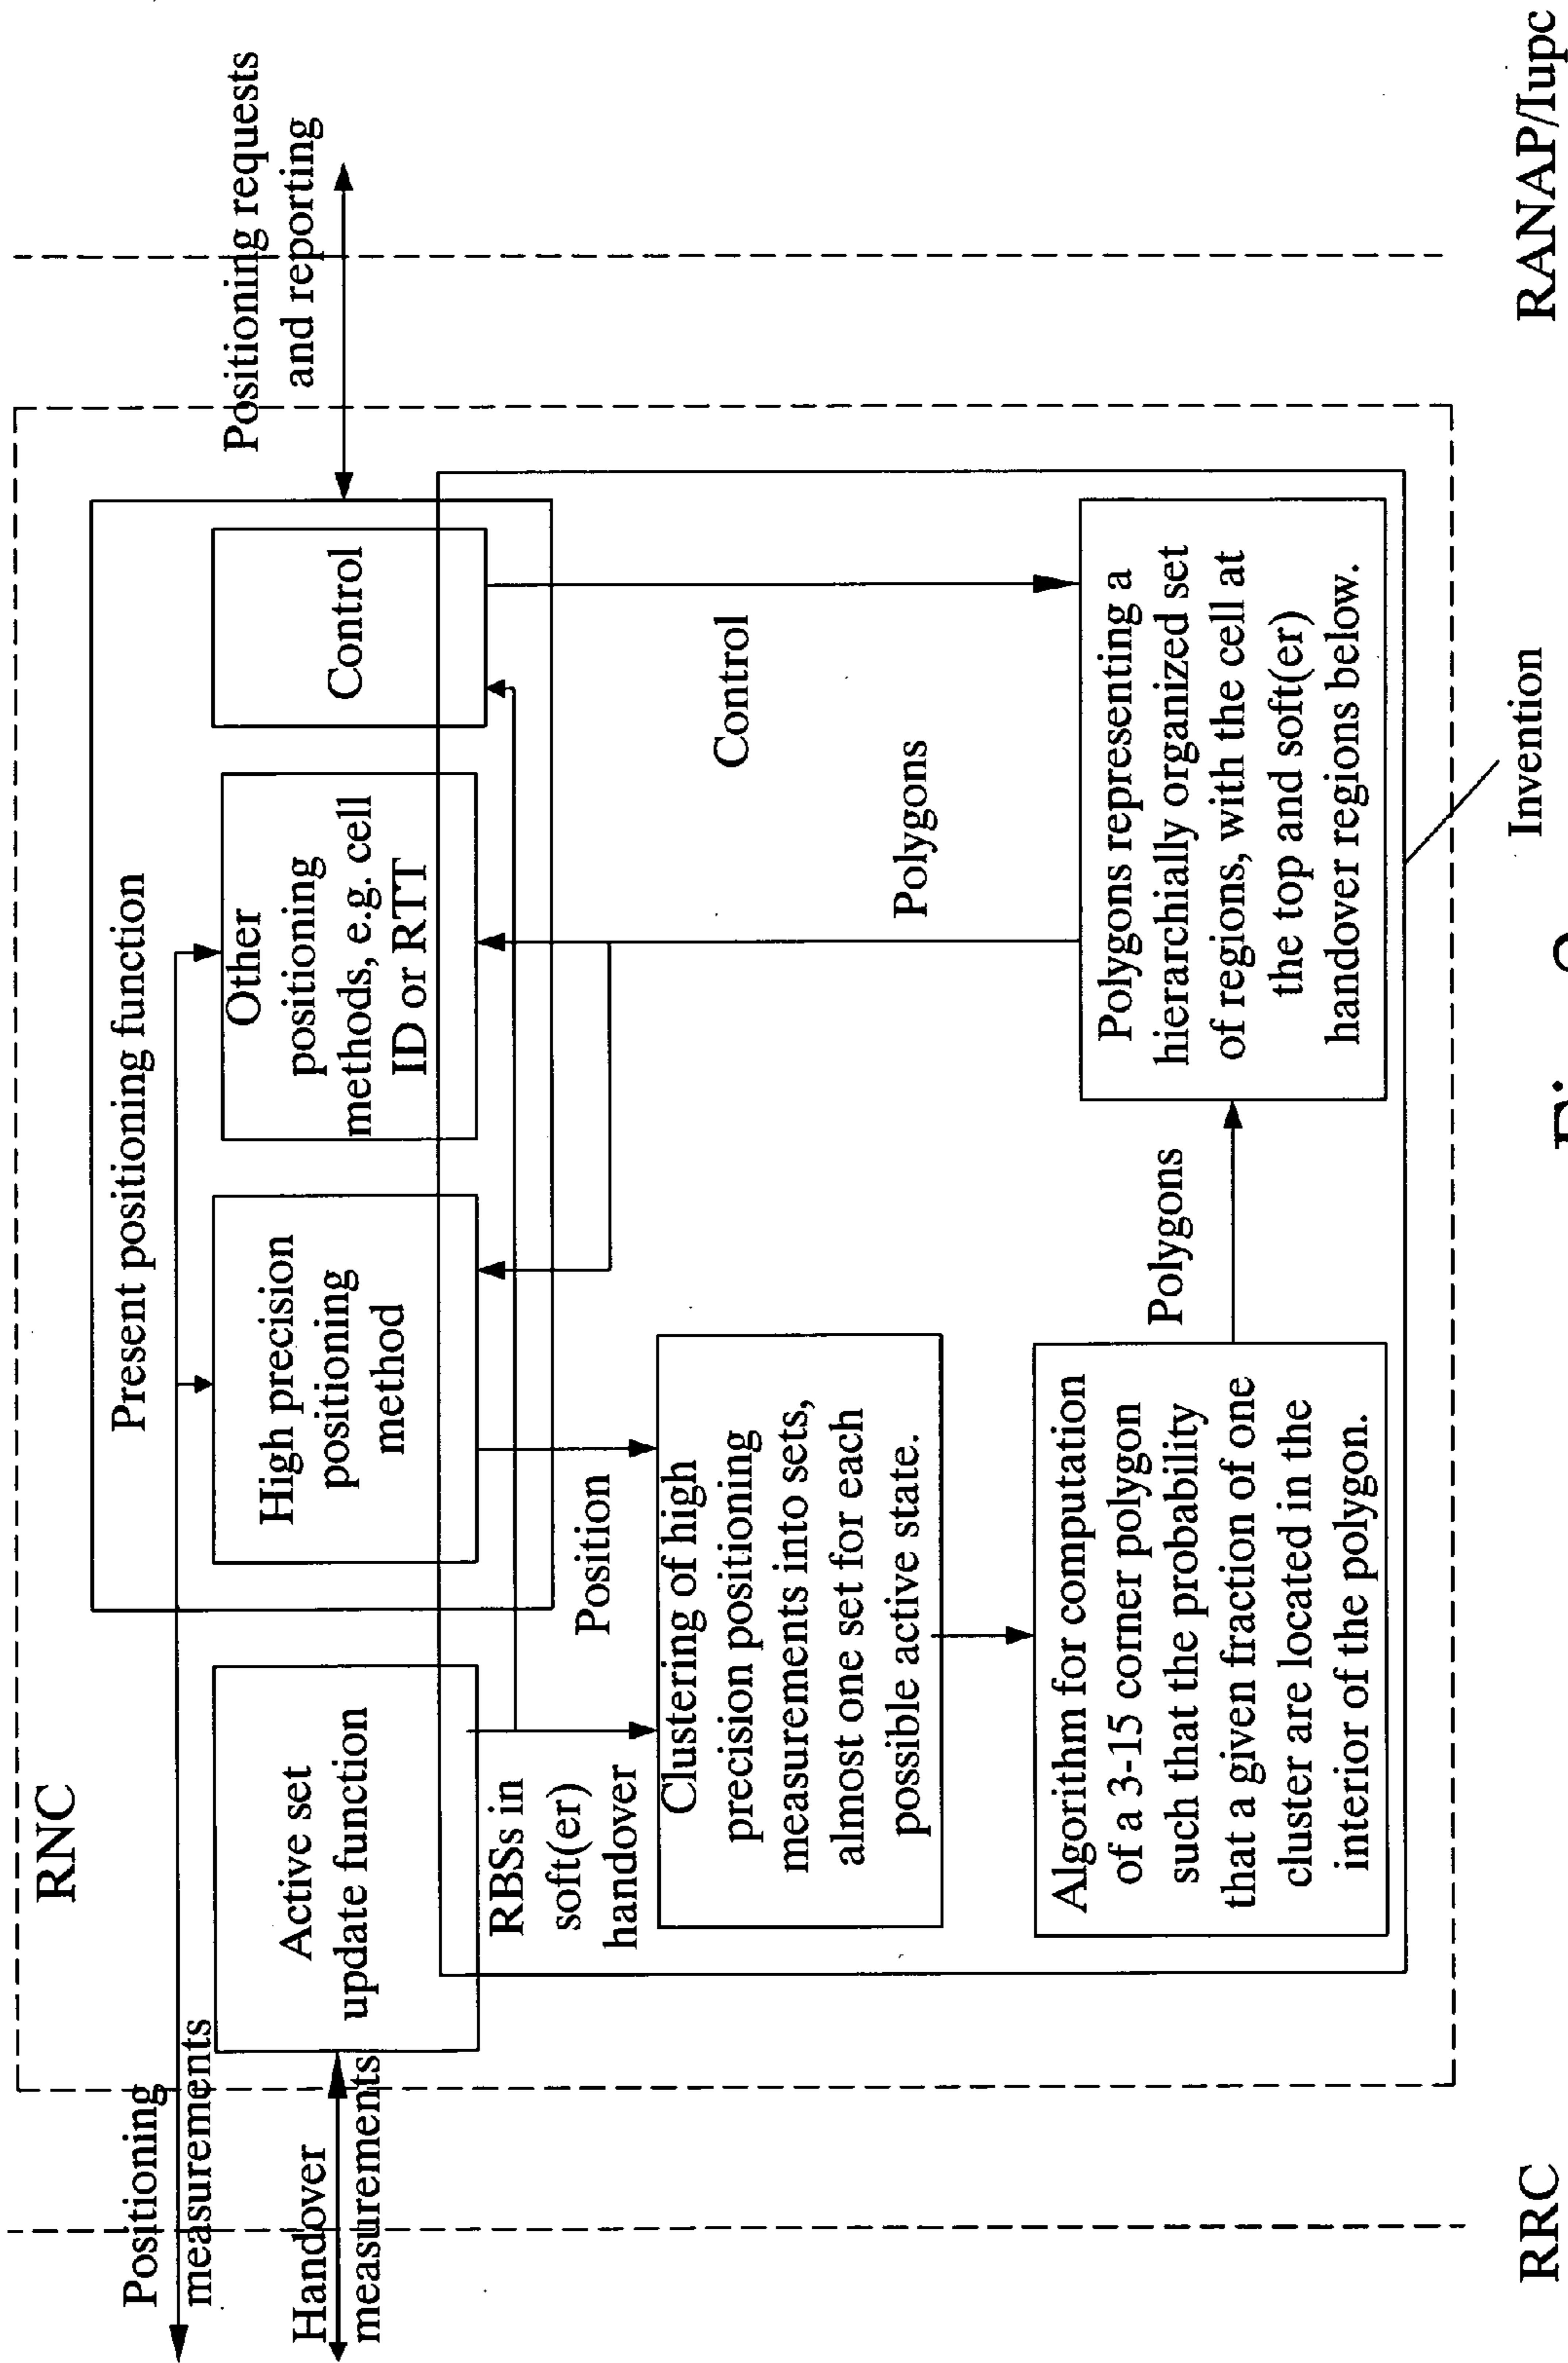 RNC
Positioning
measurements
Handover
measurements
Present positioning function
Active set
update function
High precision
positioning
method
Other
positioning
methods, e.g. cell
ID or RTT
Control
Positioning requests
and reporting
RBSs in
soft(er)
handover
Position
Control
Polygons
Clustering of high
precision positioning
measurements into sets,
almost one set for each
possible active state.
Algorithm for computation
of a 3-15 corner polygon
such that the probability
that a given fraction of one
cluster are located in the
interior of the polygon.
Polygons
Polygons representing a
hierarchially organized set
of regions, with the cell at
the top and soft(er)
handover regions below.
Invention
RRC
RANAP/Iupc